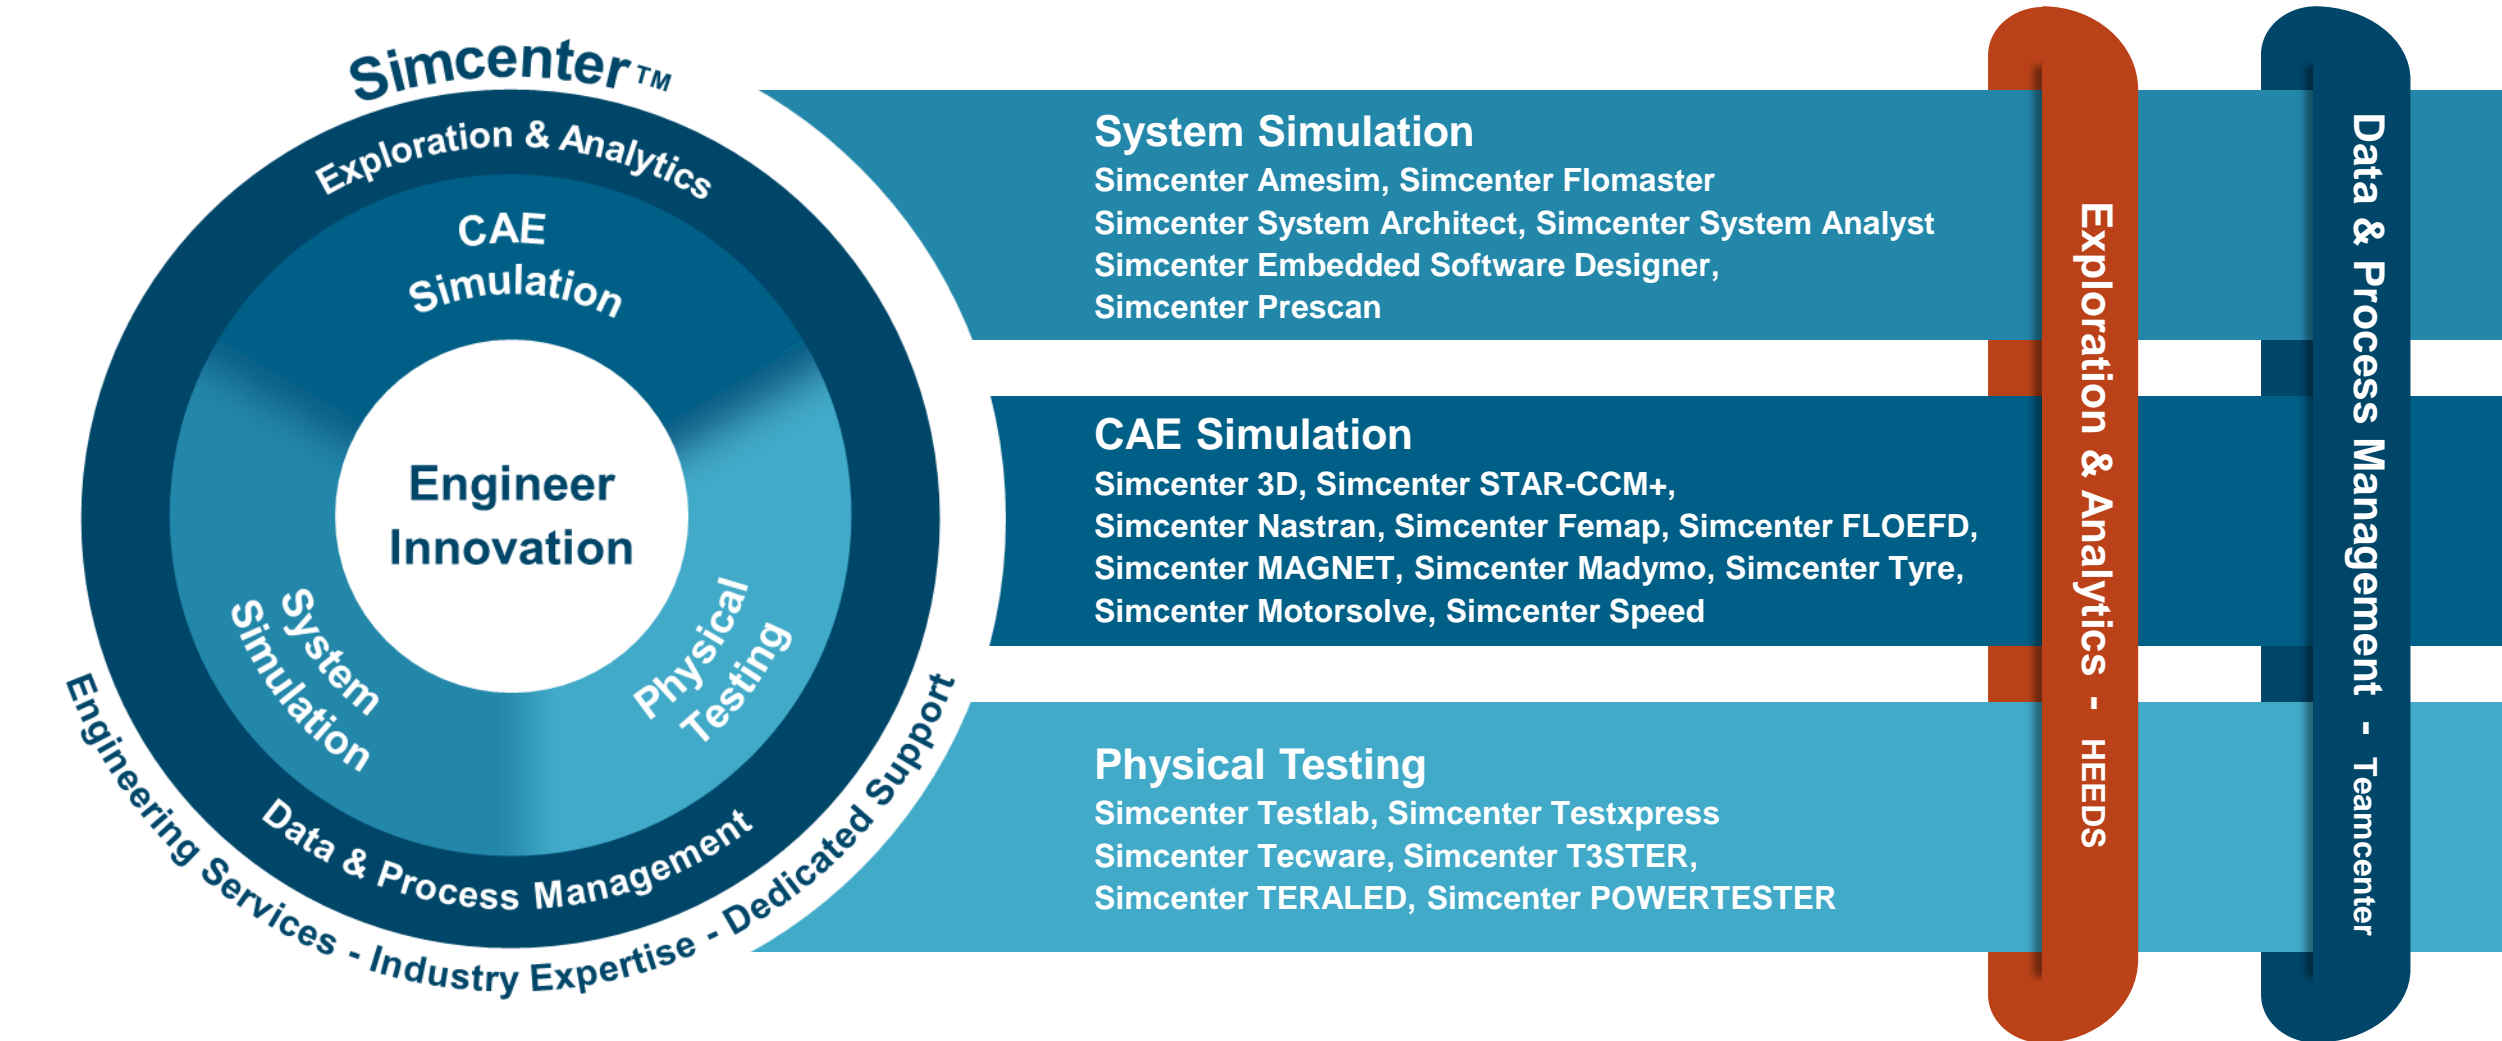 Simcenter™
Exploration & Analytics
CAE
Simulation
Engineer
Innovation
System
Simulation
Physical
Testing
Data & Process Management
Engineering Services - Industry Expertise - Dedicated Support
System Simulation
Simcenter Amesim, Simcenter Flomaster
Simcenter System Architect, Simcenter System Analyst
Simcenter Embedded Software Designer,
Simcenter Prescan
CAE Simulation
Simcenter 3D, Simcenter STAR-CCM+,
Simcenter Nastran, Simcenter Femap, Simcenter FLOEFD,
Simcenter MAGNET, Simcenter Madymo, Simcenter Tyre,
Simcenter Motorsolve, Simcenter Speed
Physical Testing
Simcenter Testlab, Simcenter Testxpress
Simcenter Tecware, Simcenter T3STER,
Simcenter TERALED, Simcenter POWERTESTER
Exploration & Analytics - HEEDS
Data & Process Management - Teamcenter